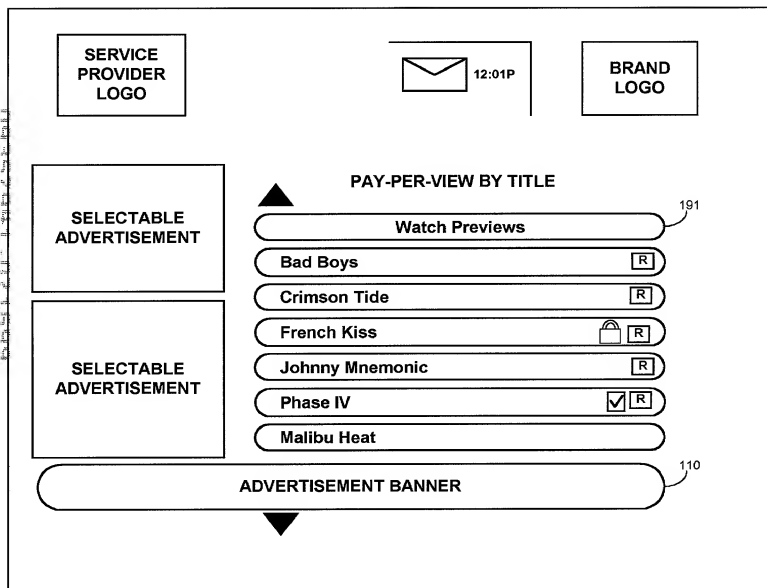 SERVICE
PROVIDER
LOGO
12:01P
BRAND
LOGO
PAY-PER-VIEW BY TITLE
SELECTABLE
ADVERTISEMENT
191
Watch Previews
Bad Boys R
Crimson Tide R
French Kiss R
Johnny Mnemonic R
Phase IV R
Malibu Heat
SELECTABLE
ADVERTISEMENT
110
ADVERTISEMENT BANNER